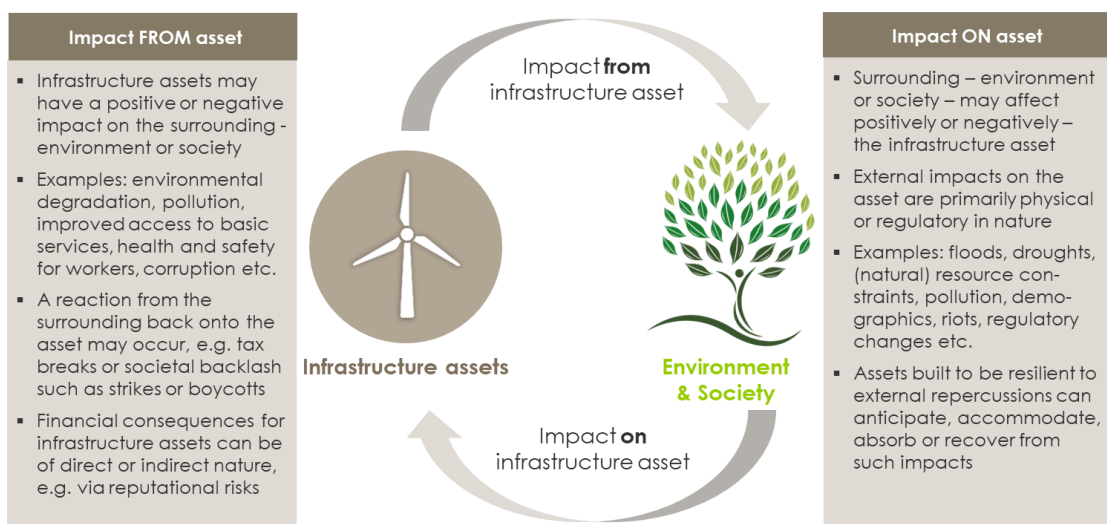 Impact FROM asset
▪ Infrastructure assets may
have a positive or negative
impact on the surrounding -
environment or society
▪ Examples: environmental
degradation, pollution,
improved access to basic
services, health and safety
for workers, corruption etc.
▪ A reaction from the
surrounding back onto the
asset may occur, e.g. tax
breaks or societal backlash
such as strikes or boycotts
▪ Financial consequences for
infrastructure assets can be
of direct or indirect nature,
e.g. via reputational risks
Impact from
infrastructure asset
Infrastructure assets
Environment
& Society
Impact on
infrastructure asset
Impact ON asset
▪ Surrounding – environment
or society – may affect
positively or negatively –
the infrastructure asset
▪ External impacts on the
asset are primarily physical
or regulatory in nature
▪ Examples: floods, droughts,
(natural) resource con-
straints, pollution, demo-
graphics, riots, regulatory
changes etc.
▪ Assets built to be resilient to
external repercussions can
anticipate, accommodate,
absorb or recover from
such impacts